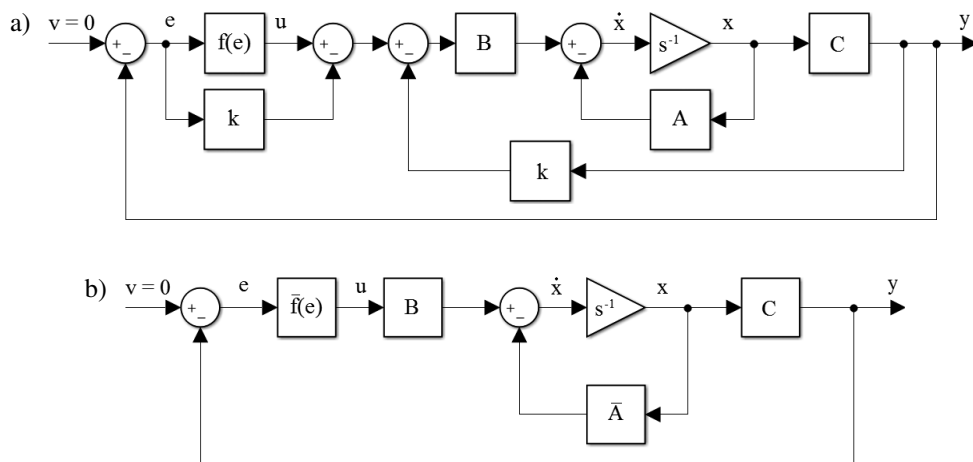 a) v = 0 + − e f(e) u + − + − B + − ẋ s⁻¹ x C y
k A
k
b) v = 0 + − e f̄(e) u B + − ẋ s⁻¹ x C y
Ā